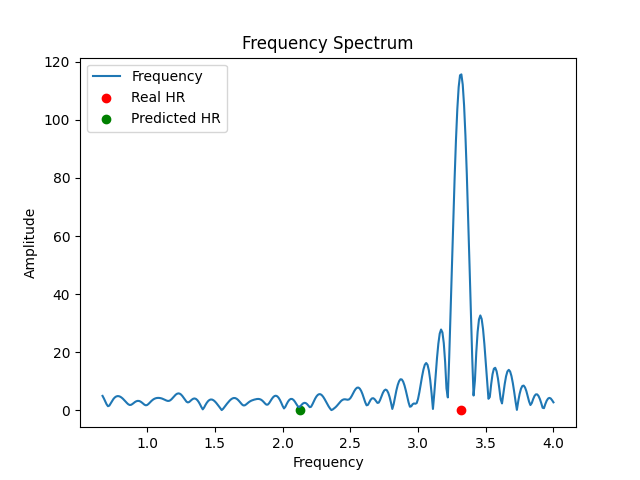 Frequency Spectrum
Frequency
Real HR
Predicted HR
Amplitude
120
100
80
60
40
20
0
1.0 1.5 2.0 2.5 3.0 3.5 4.0
Frequency